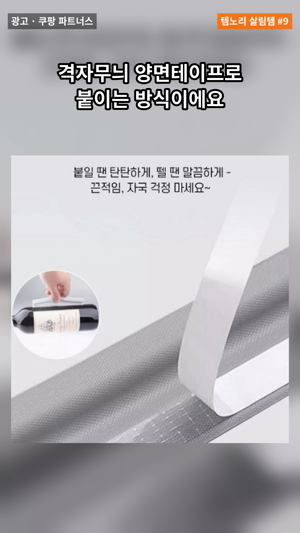 광고 · 쿠팡 파트너스
템노리 살림템 #9
격자무늬 양면테이프로
붙이는 방식이에요
붙일 땐 탄탄하게, 뗄 땐 말끔하게 -
끈적임, 자국 걱정 마세요~